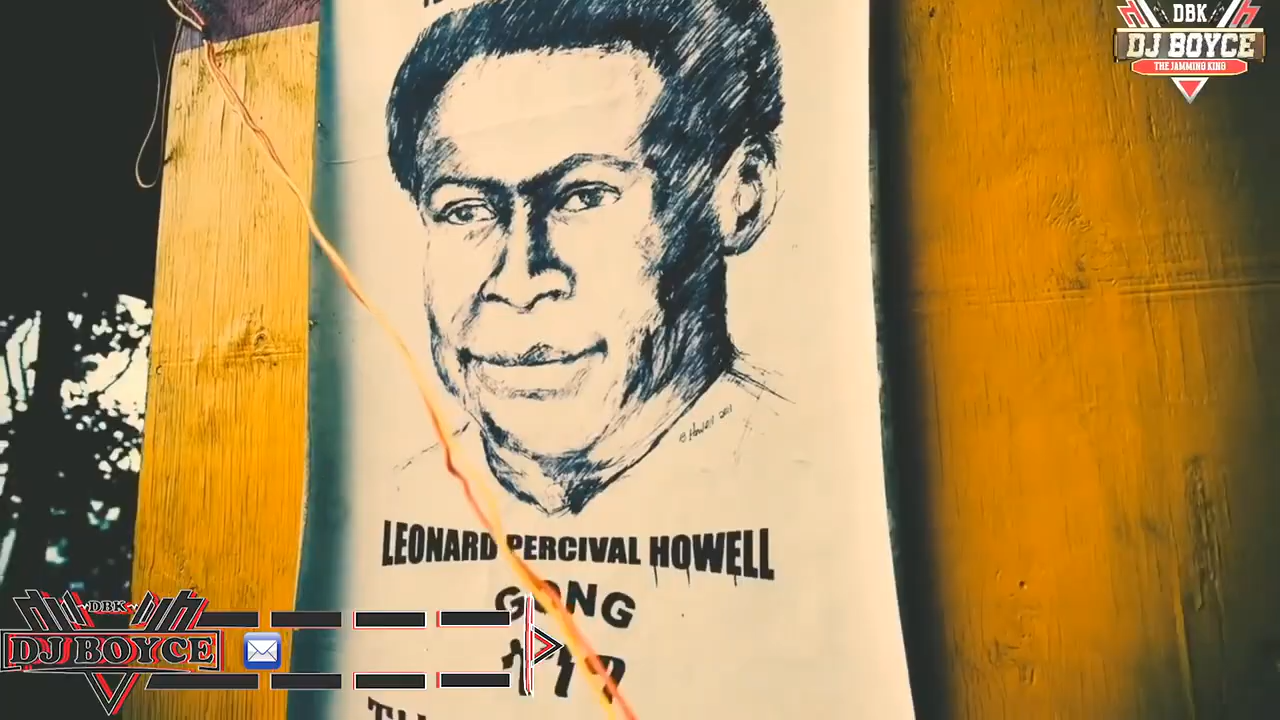 DBK
DJ BOYCE
THE JAMMING KING
LEONARD PERCIVAL HOWELL
GONG
DBK
DJ BOYCE